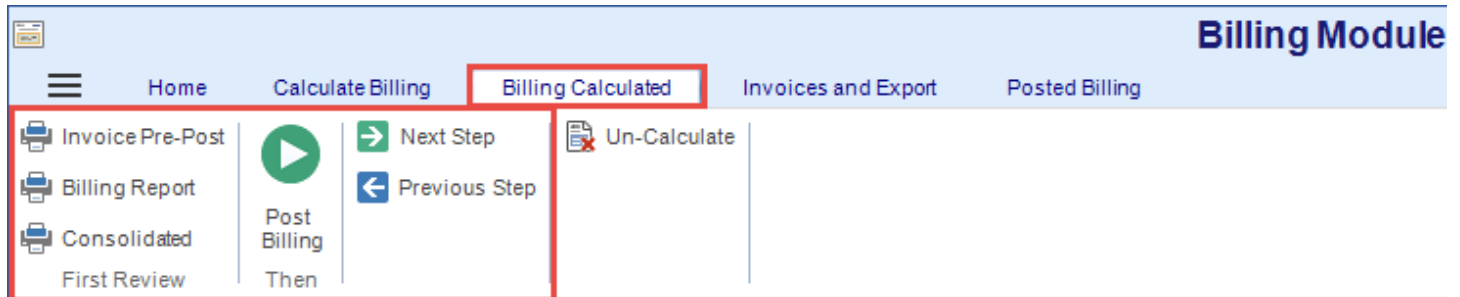 Billing Module
Home Calculate Billing Billing Calculated Invoices and Export Posted Billing
Invoice Pre-Post
Billing Report
Consolidated
First Review
Post
Billing
Then
Next Step
Previous Step
Un-Calculate